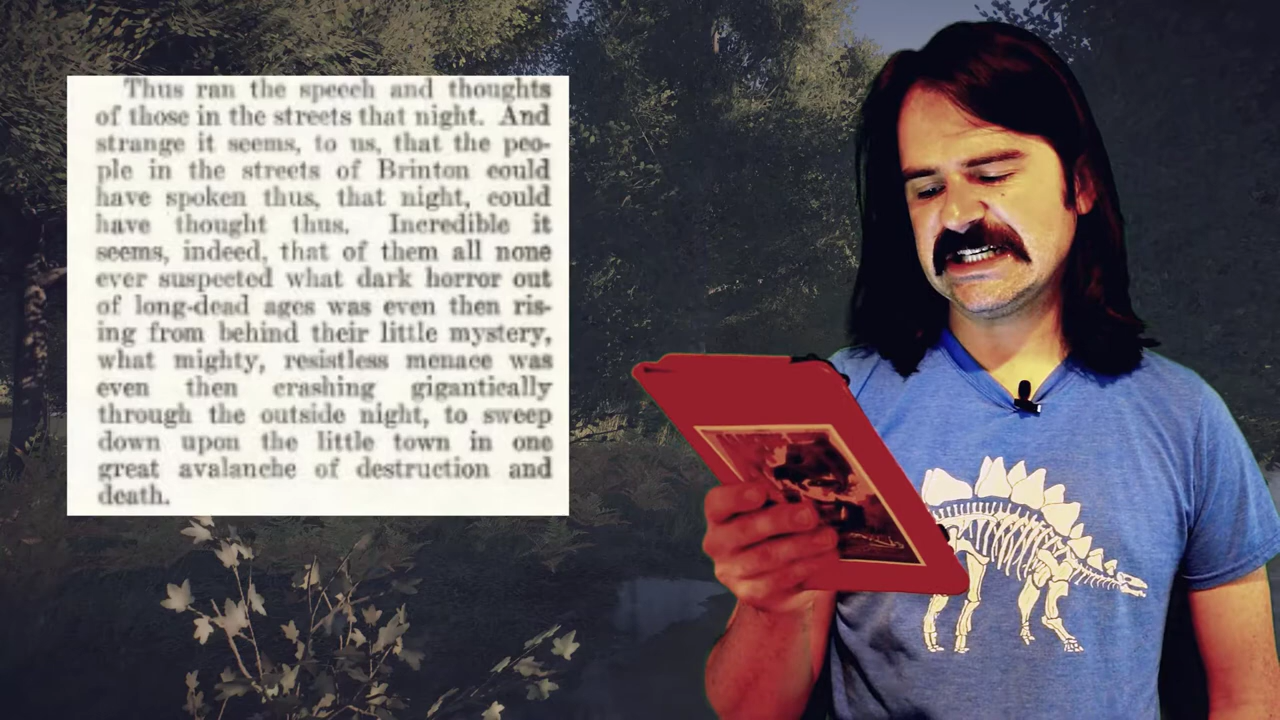 Thus ran the speech and thoughts
of those in the streets that night. And
strange it seems, to us, that the peo-
ple in the streets of Brinton could
have spoken thus, that night, could
have thought thus. Incredible it
seems, indeed, that of them all none
ever suspected what dark horror out
of long-dead ages was even then ris-
ing from behind their little mystery,
what mighty, resistless menace was
even then crashing gigantically
through the outside night, to sweep
down upon the little town in one
great avalanche of destruction and
death.